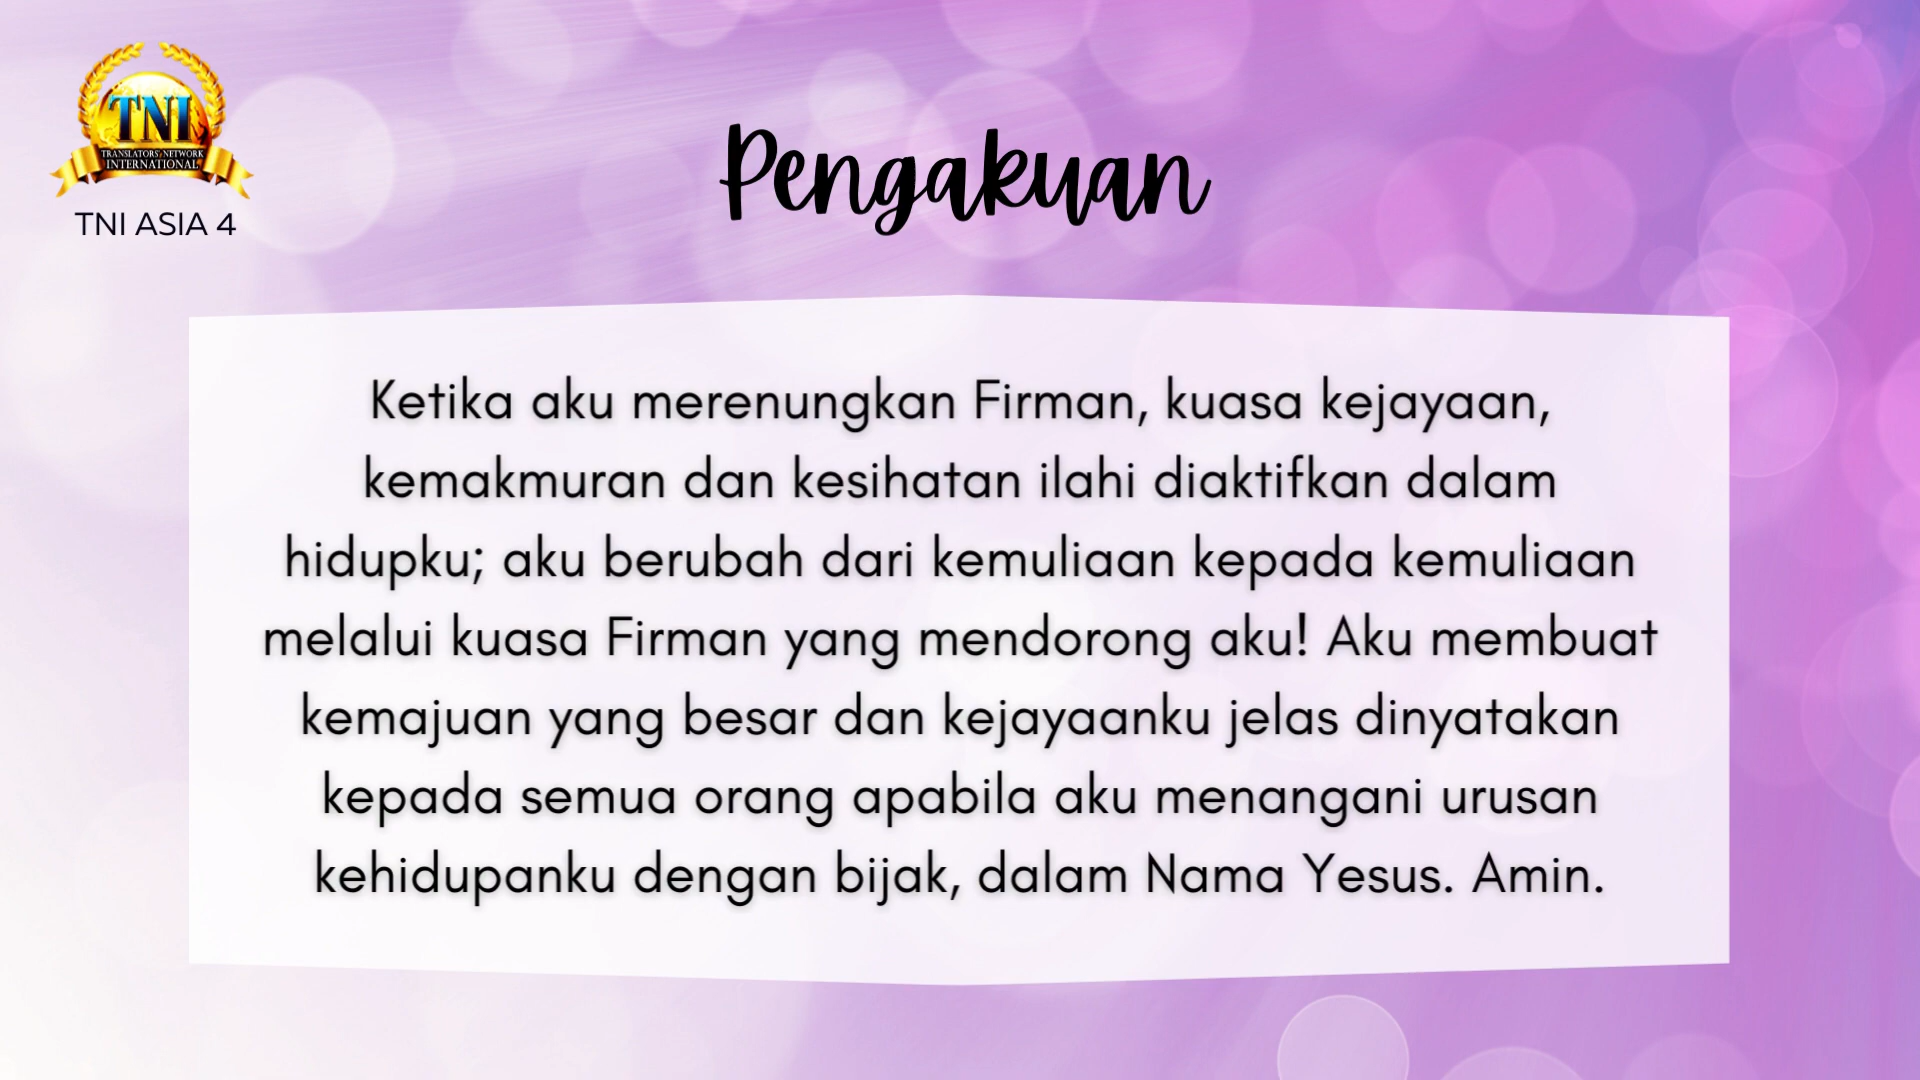 TNI
TRANSLATORS' NETWORK
INTERNATIONAL
TNI ASIA 4
Pengakuan
Ketika aku merenungkan Firman, kuasa kejayaan,
kemakmuran dan kesihatan ilahi diaktifkan dalam
hidupku; aku berubah dari kemuliaan kepada kemuliaan
melalui kuasa Firman yang mendorong aku! Aku membuat
kemajuan yang besar dan kejayaanku jelas dinyatakan
kepada semua orang apabila aku menangani urusan
kehidupanku dengan bijak, dalam Nama Yesus. Amin.